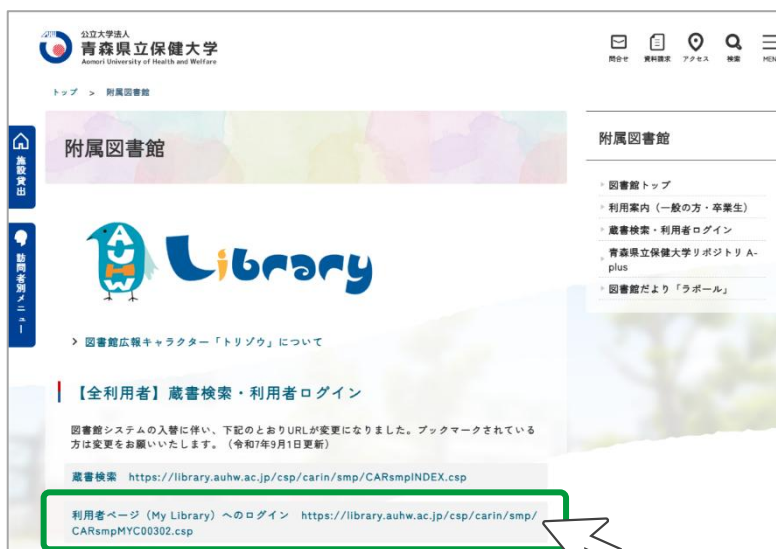 公立大学法人
青森県立保健大学
Aomori University of Health and Welfare
問合せ
資料請求
アクセス
検索
MEN
トップ > 附属図書館
施設貸出
訪問者別メニュー
附属図書館
AUHW
Library
> 図書館広報キャラクター「トリゾウ」について
【全利用者】蔵書検索・利用者ログイン
図書館システムの入替に伴い、下記のとおりURLが変更になりました。ブックマークされている
方は変更をお願いいたします。（令和7年9月1日更新）
蔵書検索 https://library.auhw.ac.jp/csp/carin/smp/CARsmpINDEX.csp
利用者ページ（My Library）へのログイン https://library.auhw.ac.jp/csp/carin/smp/
CARsmpMYC00302.csp
附属図書館
図書館トップ
利用案内（一般の方・卒業生）
蔵書検索・利用者ログイン
青森県立保健大学リポジトリ A-
plus
図書館だより「ラポール」